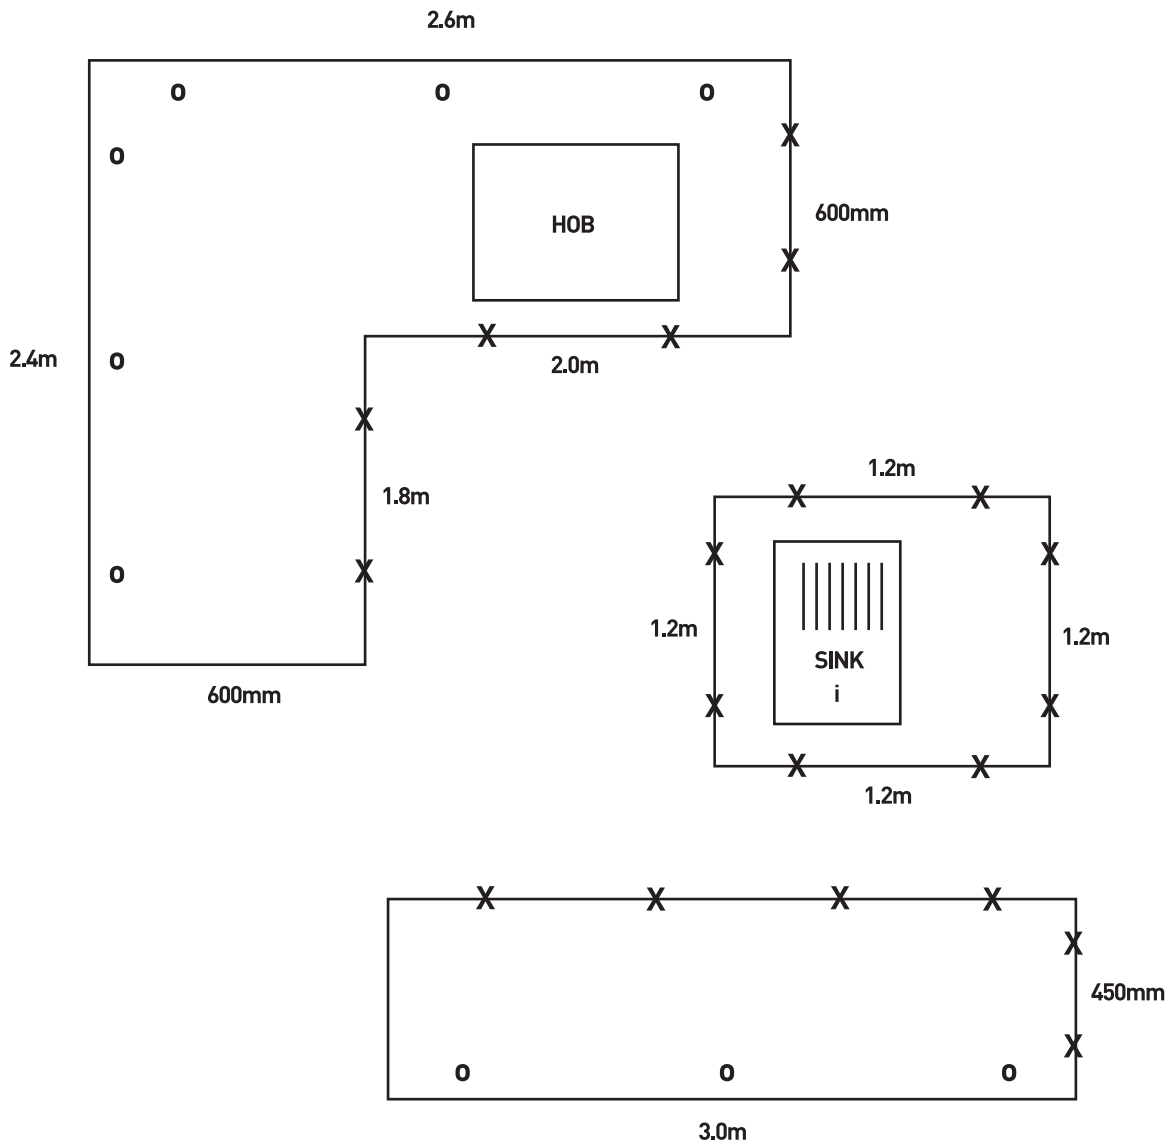 2.6m
o o o
X
o
HOB
600mm
X
X X
2.4m
o
2.0m
X
1.2m
X X
1.8m
X X
o
X
1.2m
1.2m
SINK
600mm
i
X X
X X
1.2m
X X X X
X
450mm
X
o o o
3.0m